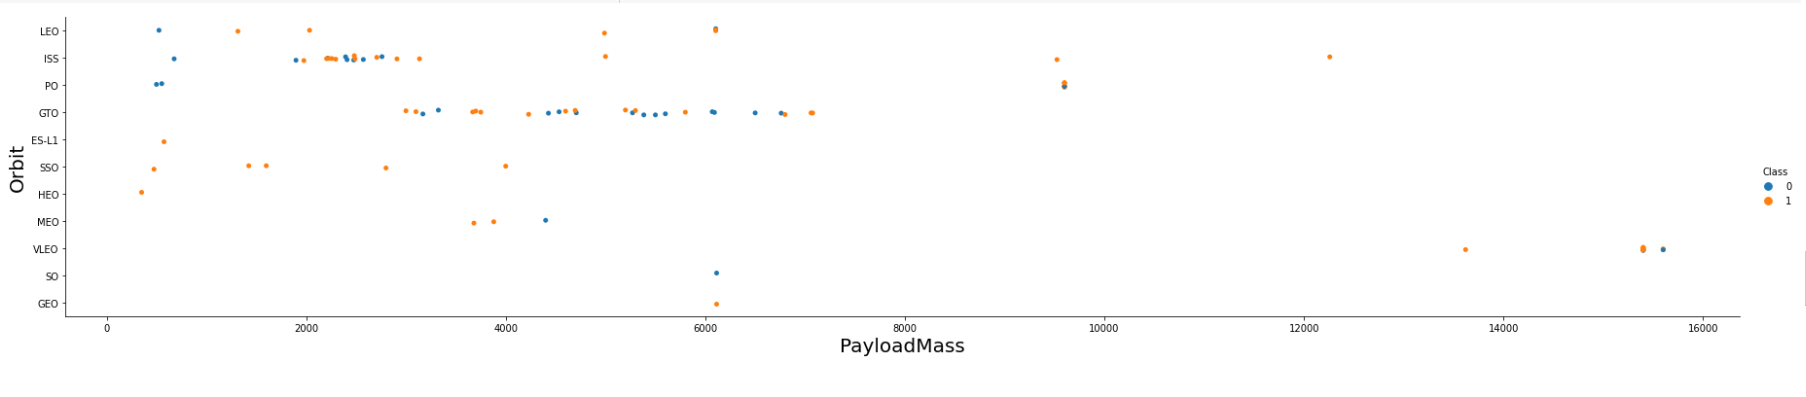 LEO
ISS
PO
GTO
ES-L1
SSO
HEO
MEO
VLEO
SO
GEO
Orbit
0 2000 4000 6000 8000 10000 12000 14000 16000
PayloadMass
Class
0
1